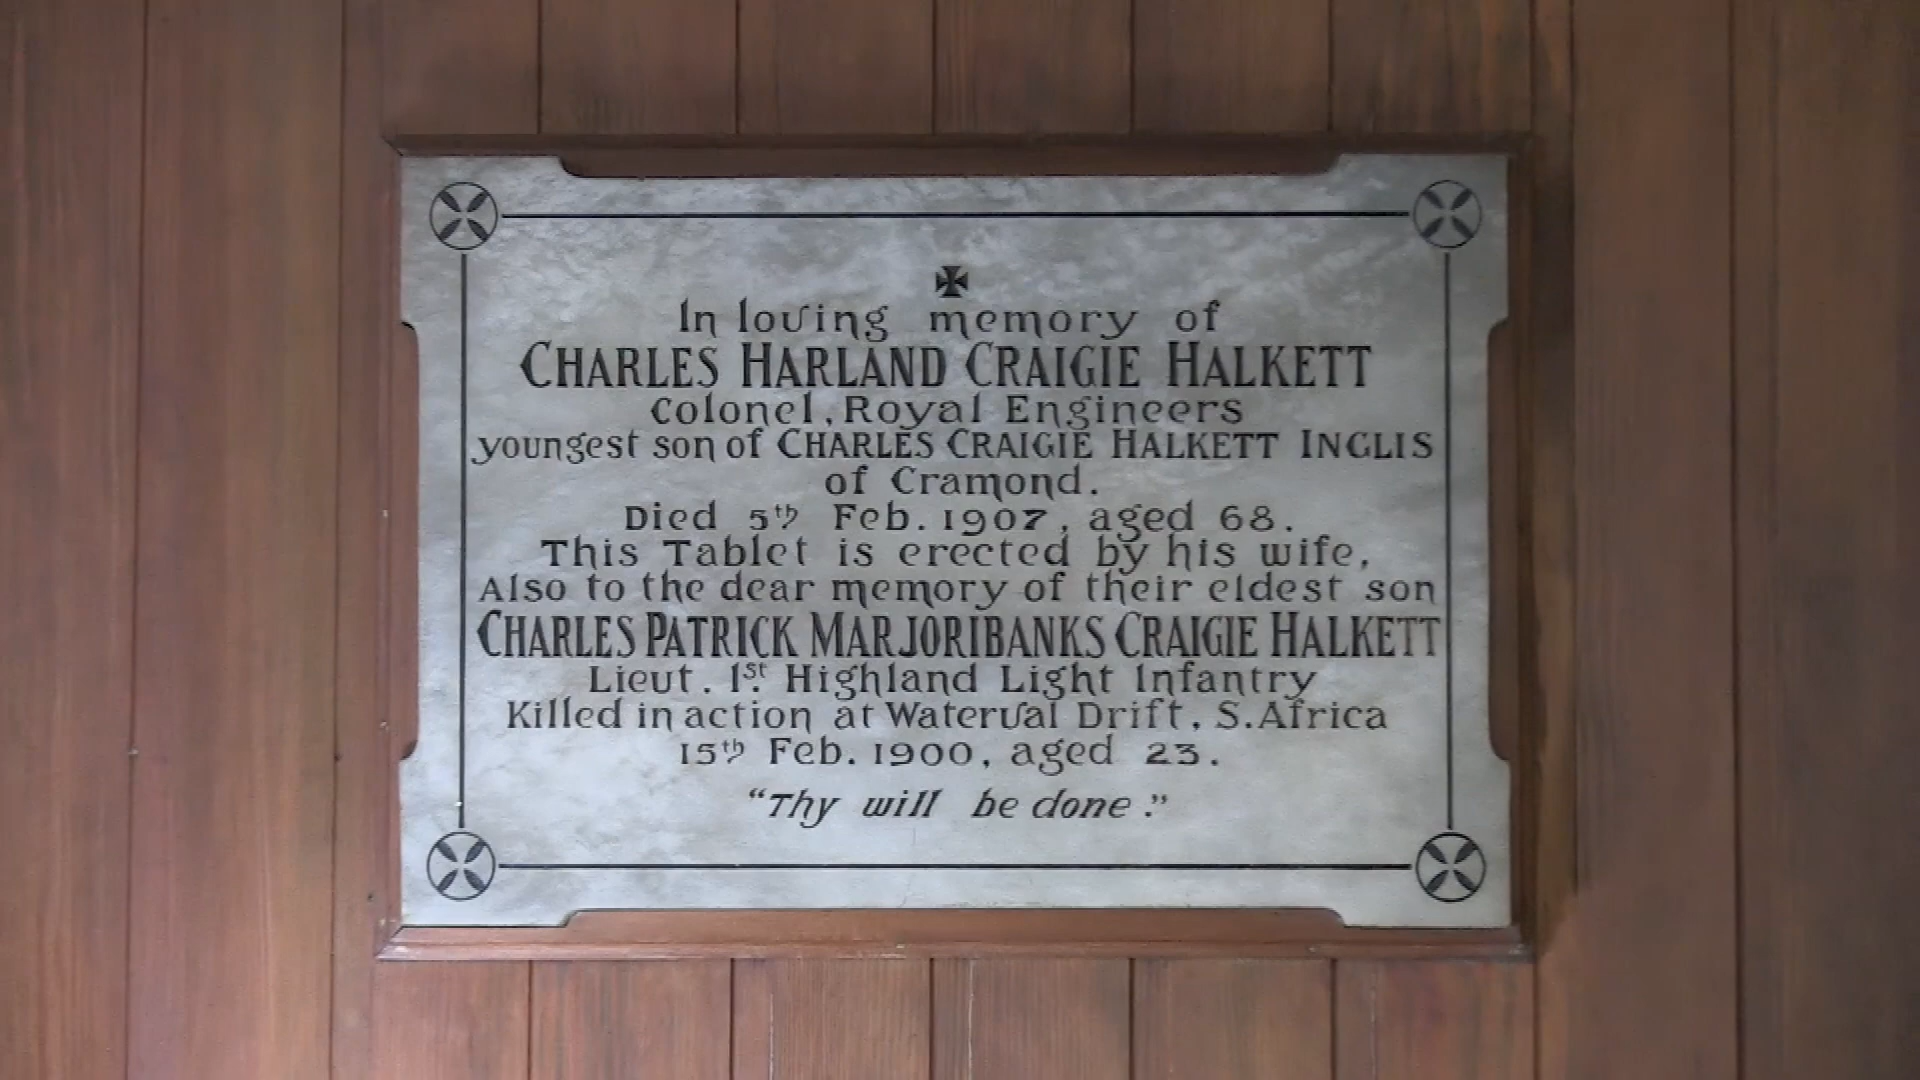 In loving memory of
CHARLES HARLAND CRAIGIE HALKETT
Colonel, Royal Engineers
youngest son of CHARLES CRAIGIE HALKETT INGLIS
of Cramond.
Died 5th Feb. 1907, aged 68.
This Tablet is erected by his wife,
Also to the dear memory of their eldest son
CHARLES PATRICK MARJORIBANKS CRAIGIE HALKETT
Lieut. 1st Highland Light Infantry
Killed in action at Waterval Drift, S. Africa
15th Feb. 1900, aged 23.
"Thy will be done."